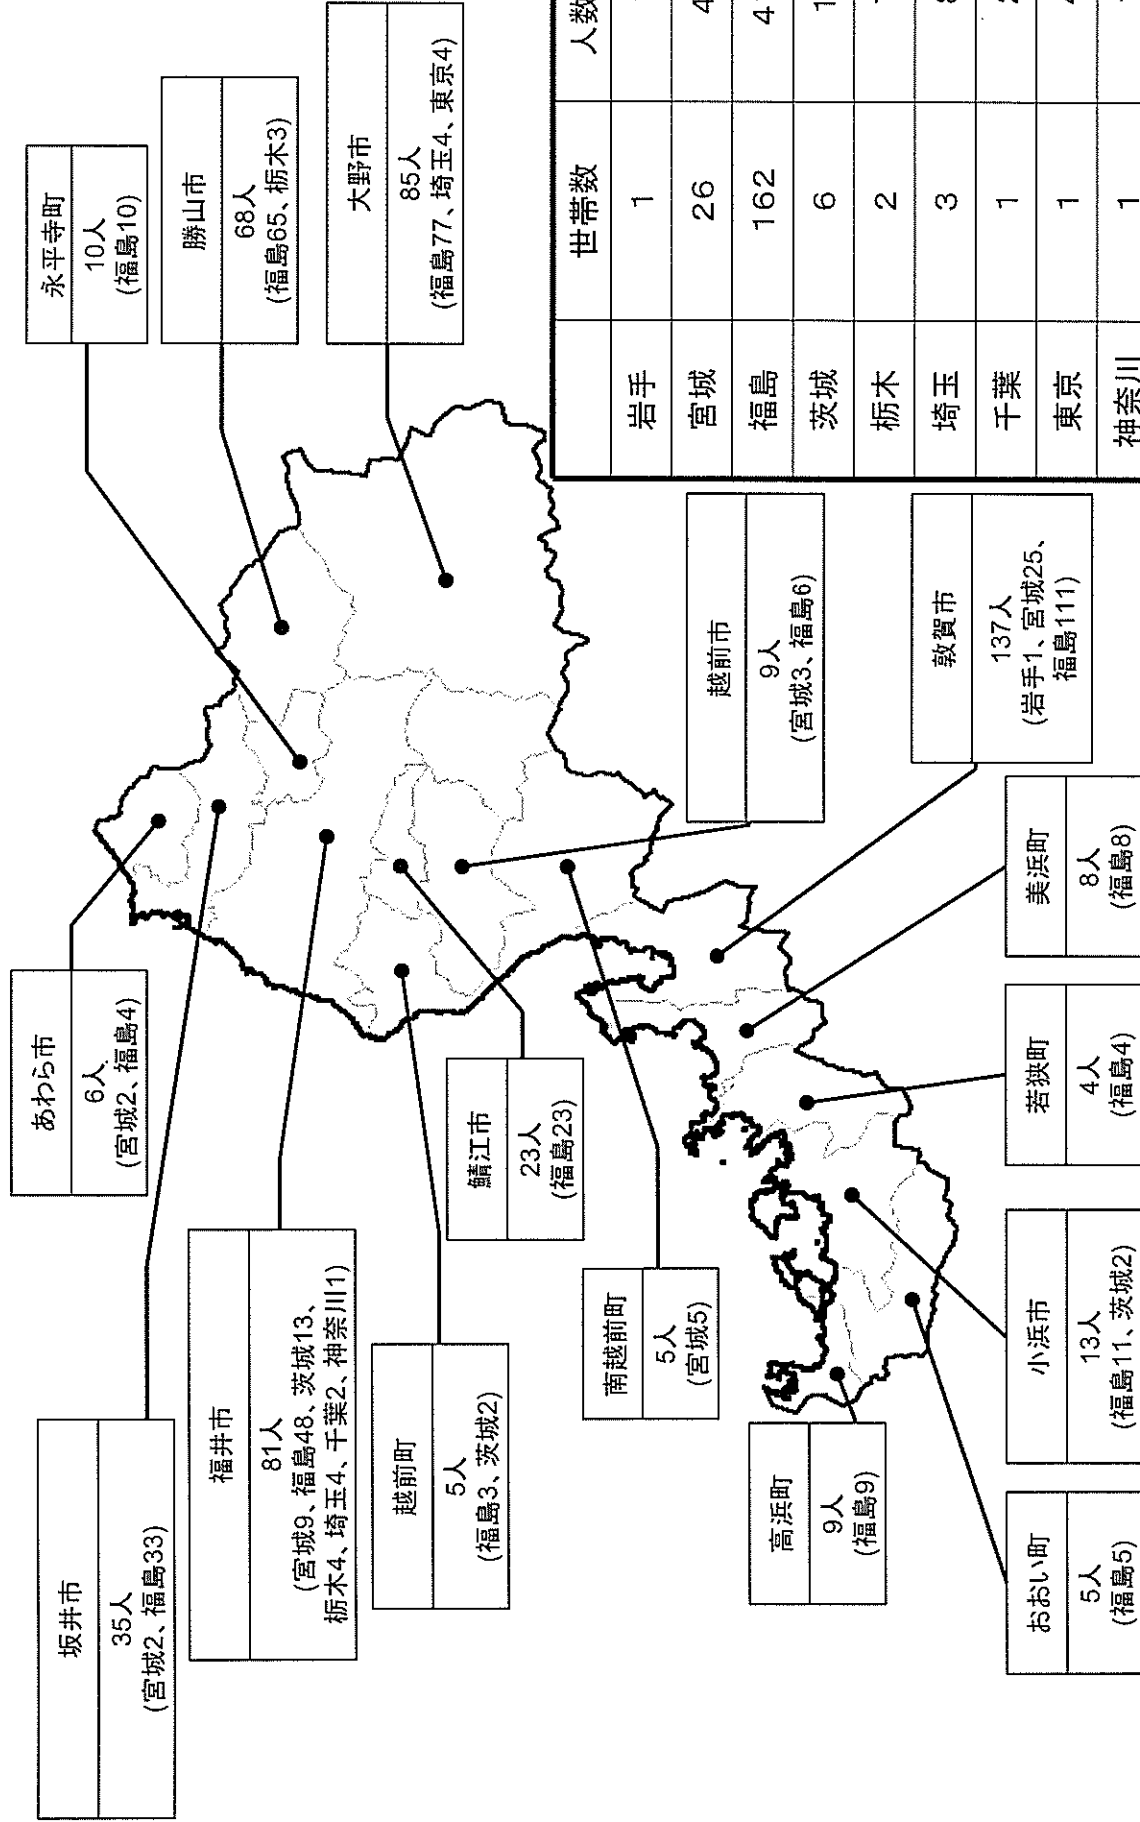 坂井市
35人
(宮城2、福島33)
あわら市
6人
(宮城2、福島4)
永平寺町
10人
(福島10)
勝山市
68人
(福島65、栃木3)
福井市
81人
(宮城9、福島48、茨城13、
栃木4、埼玉4、千葉2、神奈川1)
大野市
85人
(福島77、埼玉4、東京4)
越前町
5人
(福島3、茨城2)
鯖江市
23人
(福島23)
南越前町
5人
(宮城5)
越前市
9人
(宮城3、福島6)
高浜町
9人
(福島9)
敦賀市
137人
(岩手1、宮城25、
福島111)
おおい町
5人
(福島5)
小浜市
13人
(福島11、茨城2)
若狭町
4人
(福島4)
美浜町
8人
(福島8)
世帯数 人数
岩手 1
宮城 26
福島 162
茨城 6
栃木 2
埼玉 3
千葉 1
東京 1
神奈川 1